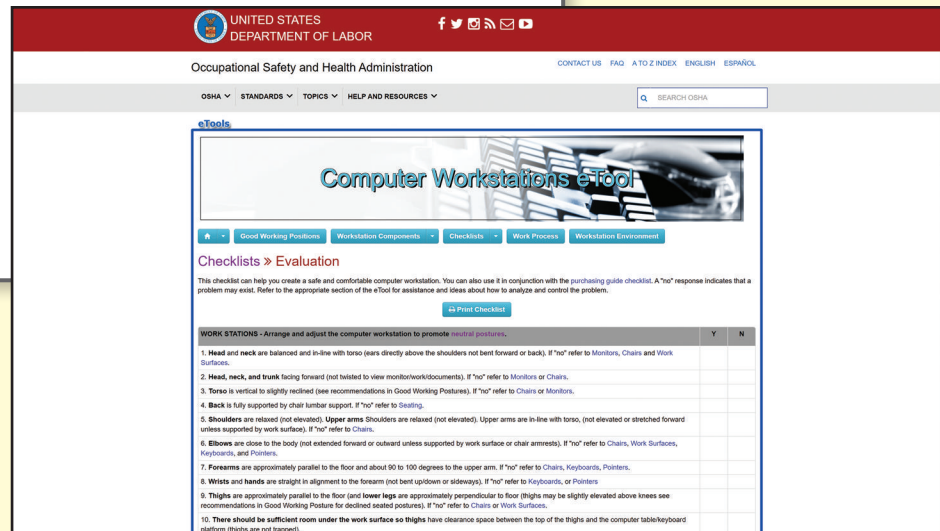 UNITED STATES
DEPARTMENT OF LABOR
Occupational Safety and Health Administration
CONTACT US FAQ A TO Z INDEX ENGLISH ESPAÑOL
OSHA STANDARDS TOPICS HELP AND RESOURCES
SEARCH OSHA
eTools
Computer Workstations eTool
Good Working Positions Workstation Components Checklists Work Process Workstation Environment
Checklists » Evaluation
This checklist can help you create a safe and comfortable computer workstation. You can also use it in conjunction with the purchasing guide checklist. A "no" response indicates that a
problem may exist. Refer to the appropriate section of the eTool for assistance and ideas about how to analyze and control the problem.
Print Checklist
WORK STATIONS - Arrange and adjust the computer workstation to promote neutral postures. Y N
1. Head and neck are balanced and in-line with torso (ears directly above the shoulders not bent forward or back). If "no" refer to Monitors, Chairs and Work
Surfaces.
2. Head, neck, and trunk facing forward (not twisted to view monitor/work/documents). If "no" refer to Monitors or Chairs.
3. Torso is vertical to slightly reclined (see recommendations in Good Working Postures). If "no" refer to Chairs or Monitors.
4. Back is fully supported by chair lumbar support. If "no" refer to Seating.
5. Shoulders are relaxed (not elevated). Upper arms Shoulders are relaxed (not elevated). Upper arms are in-line with torso, (not elevated or stretched forward
unless supported by work surface). If "no" refer to Chairs.
6. Elbows are close to the body (not extended forward or outward unless supported by work surface or chair armrests). If "no" refer to Chairs, Work Surfaces,
Keyboards, and Pointers.
7. Forearms are approximately parallel to the floor and about 90 to 100 degrees to the upper arm. If "no" refer to Chairs, Keyboards, Pointers.
8. Wrists and hands are straight in alignment to the forearm (not bent up/down or sideways). If "no" refer to Keyboards, or Pointers
9. Thighs are approximately parallel to the floor (and lower legs are approximately perpendicular to floor (thighs may be slightly elevated above knees see
recommendations in Good Working Posture for declined seated postures). If "no" refer to Chairs or Work Surfaces.
10. There should be sufficient room under the work surface so thighs have clearance space between the top of the thighs and the computer table/keyboard
platform (thighs are not trapped).